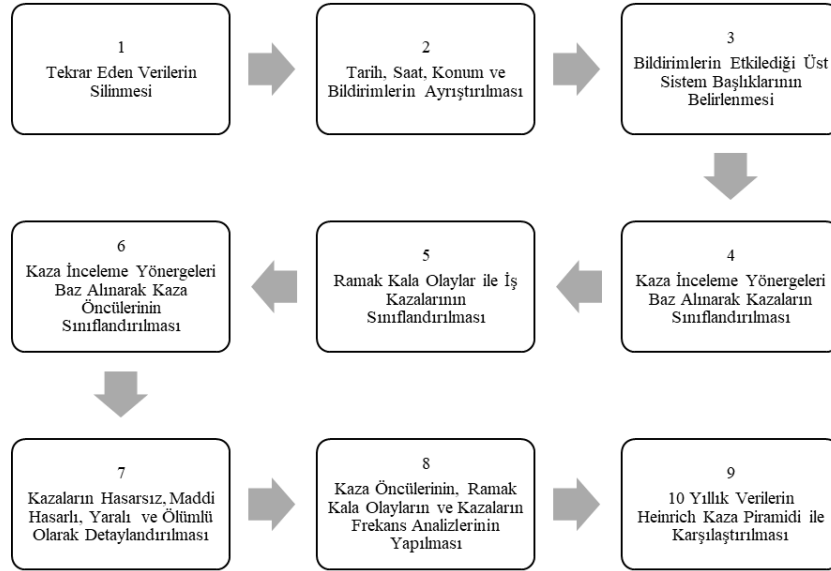 1
Tekrar Eden Verilerin
Silinmesi
2
Tarih, Saat, Konum ve
Bildirimlerin Ayrıştırılması
3
Bildirimlerin Etkilediği Üst
Sistem Başlıklarının
Belirlenmesi
4
Kaza İnceleme Yönergeleri
Baz Alınarak Kazaların
Sınıflandırılması
5
Ramak Kala Olaylar ile İş
Kazalarının
Sınıflandırılması
6
Kaza İnceleme Yönergeleri
Baz Alınarak Kaza
Öncülerinin
Sınıflandırılması
7
Kazaların Hasarsız, Maddi
Hasarlı, Yaralı ve Ölümlü
Olarak Detaylandırılması
8
Kaza Öncülerinin, Ramak
Kala Olayların ve Kazaların
Frekans Analizlerinin
Yapılması
9
10 Yıllık Verilerin
Heinrich Kaza Piramidi ile
Karşılaştırılması